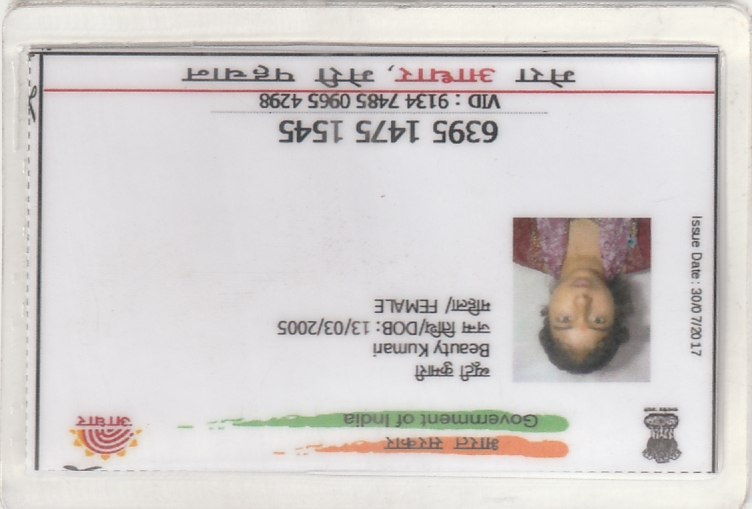 भारत सरकार
Government of India
आधार
ब्यूटी कुमारी
Beauty Kumari
जन्म तिथि/DOB: 13/03/2005
महिला/ FEMALE
Issue Date: 30/07/2017
6395 1475 1545
VID : 9134 7485 0965 4298
मेरा आधार, मेरी पहचान